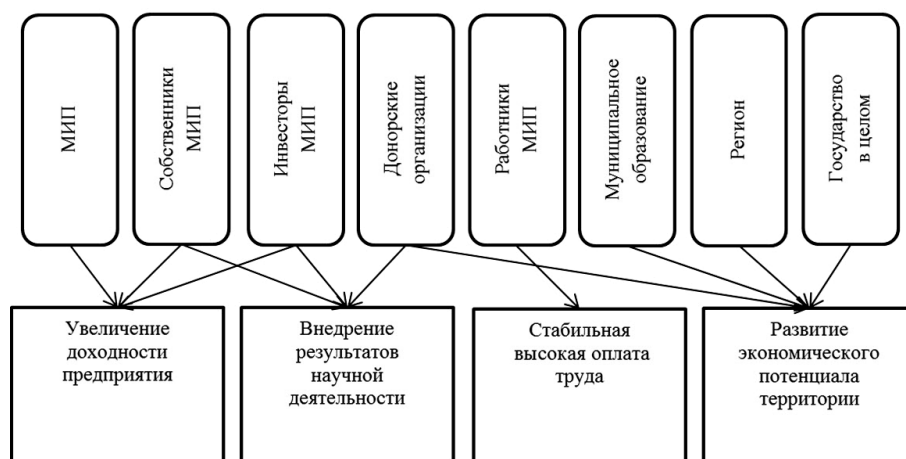 МИП
Собственники
МИП
Инвесторы
МИП
Донорские
организации
Работники
МИП
Муниципальное
образование
Регион
Государство
в целом
Увеличение
доходности
предприятия
Внедрение
результатов
научной
деятельности
Стабильная
высокая оплата
труда
Развитие
экономического
потенциала
территории